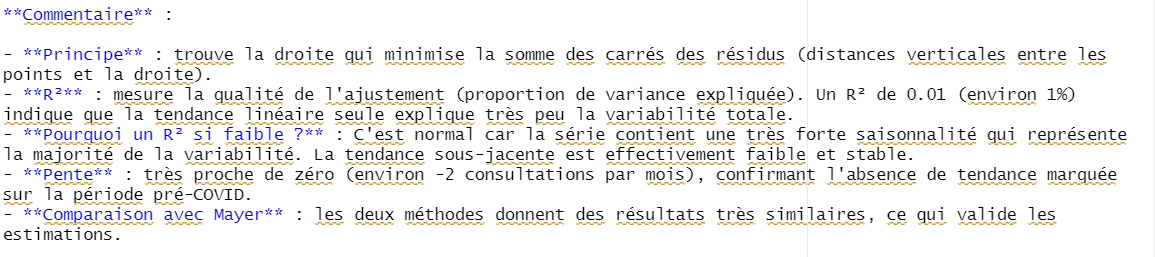 **Commentaire** :
- **Principe** : trouve la droite qui minimise la somme des carrés des résidus (distances verticales entre les
points et la droite).
- **R²** : mesure la qualité de l'ajustement (proportion de variance expliquée). Un R² de 0.01 (environ 1%)
indique que la tendance linéaire seule explique très peu la variabilité totale.
- **Pourquoi un R² si faible ?** : C'est normal car la série contient une très forte saisonnalité qui représente
la majorité de la variabilité. La tendance sous-jacente est effectivement faible et stable.
- **Pente** : très proche de zéro (environ -2 consultations par mois), confirmant l'absence de tendance marquée
sur la période pré-COVID.
- **Comparaison avec Mayer** : les deux méthodes donnent des résultats très similaires, ce qui valide les
estimations.